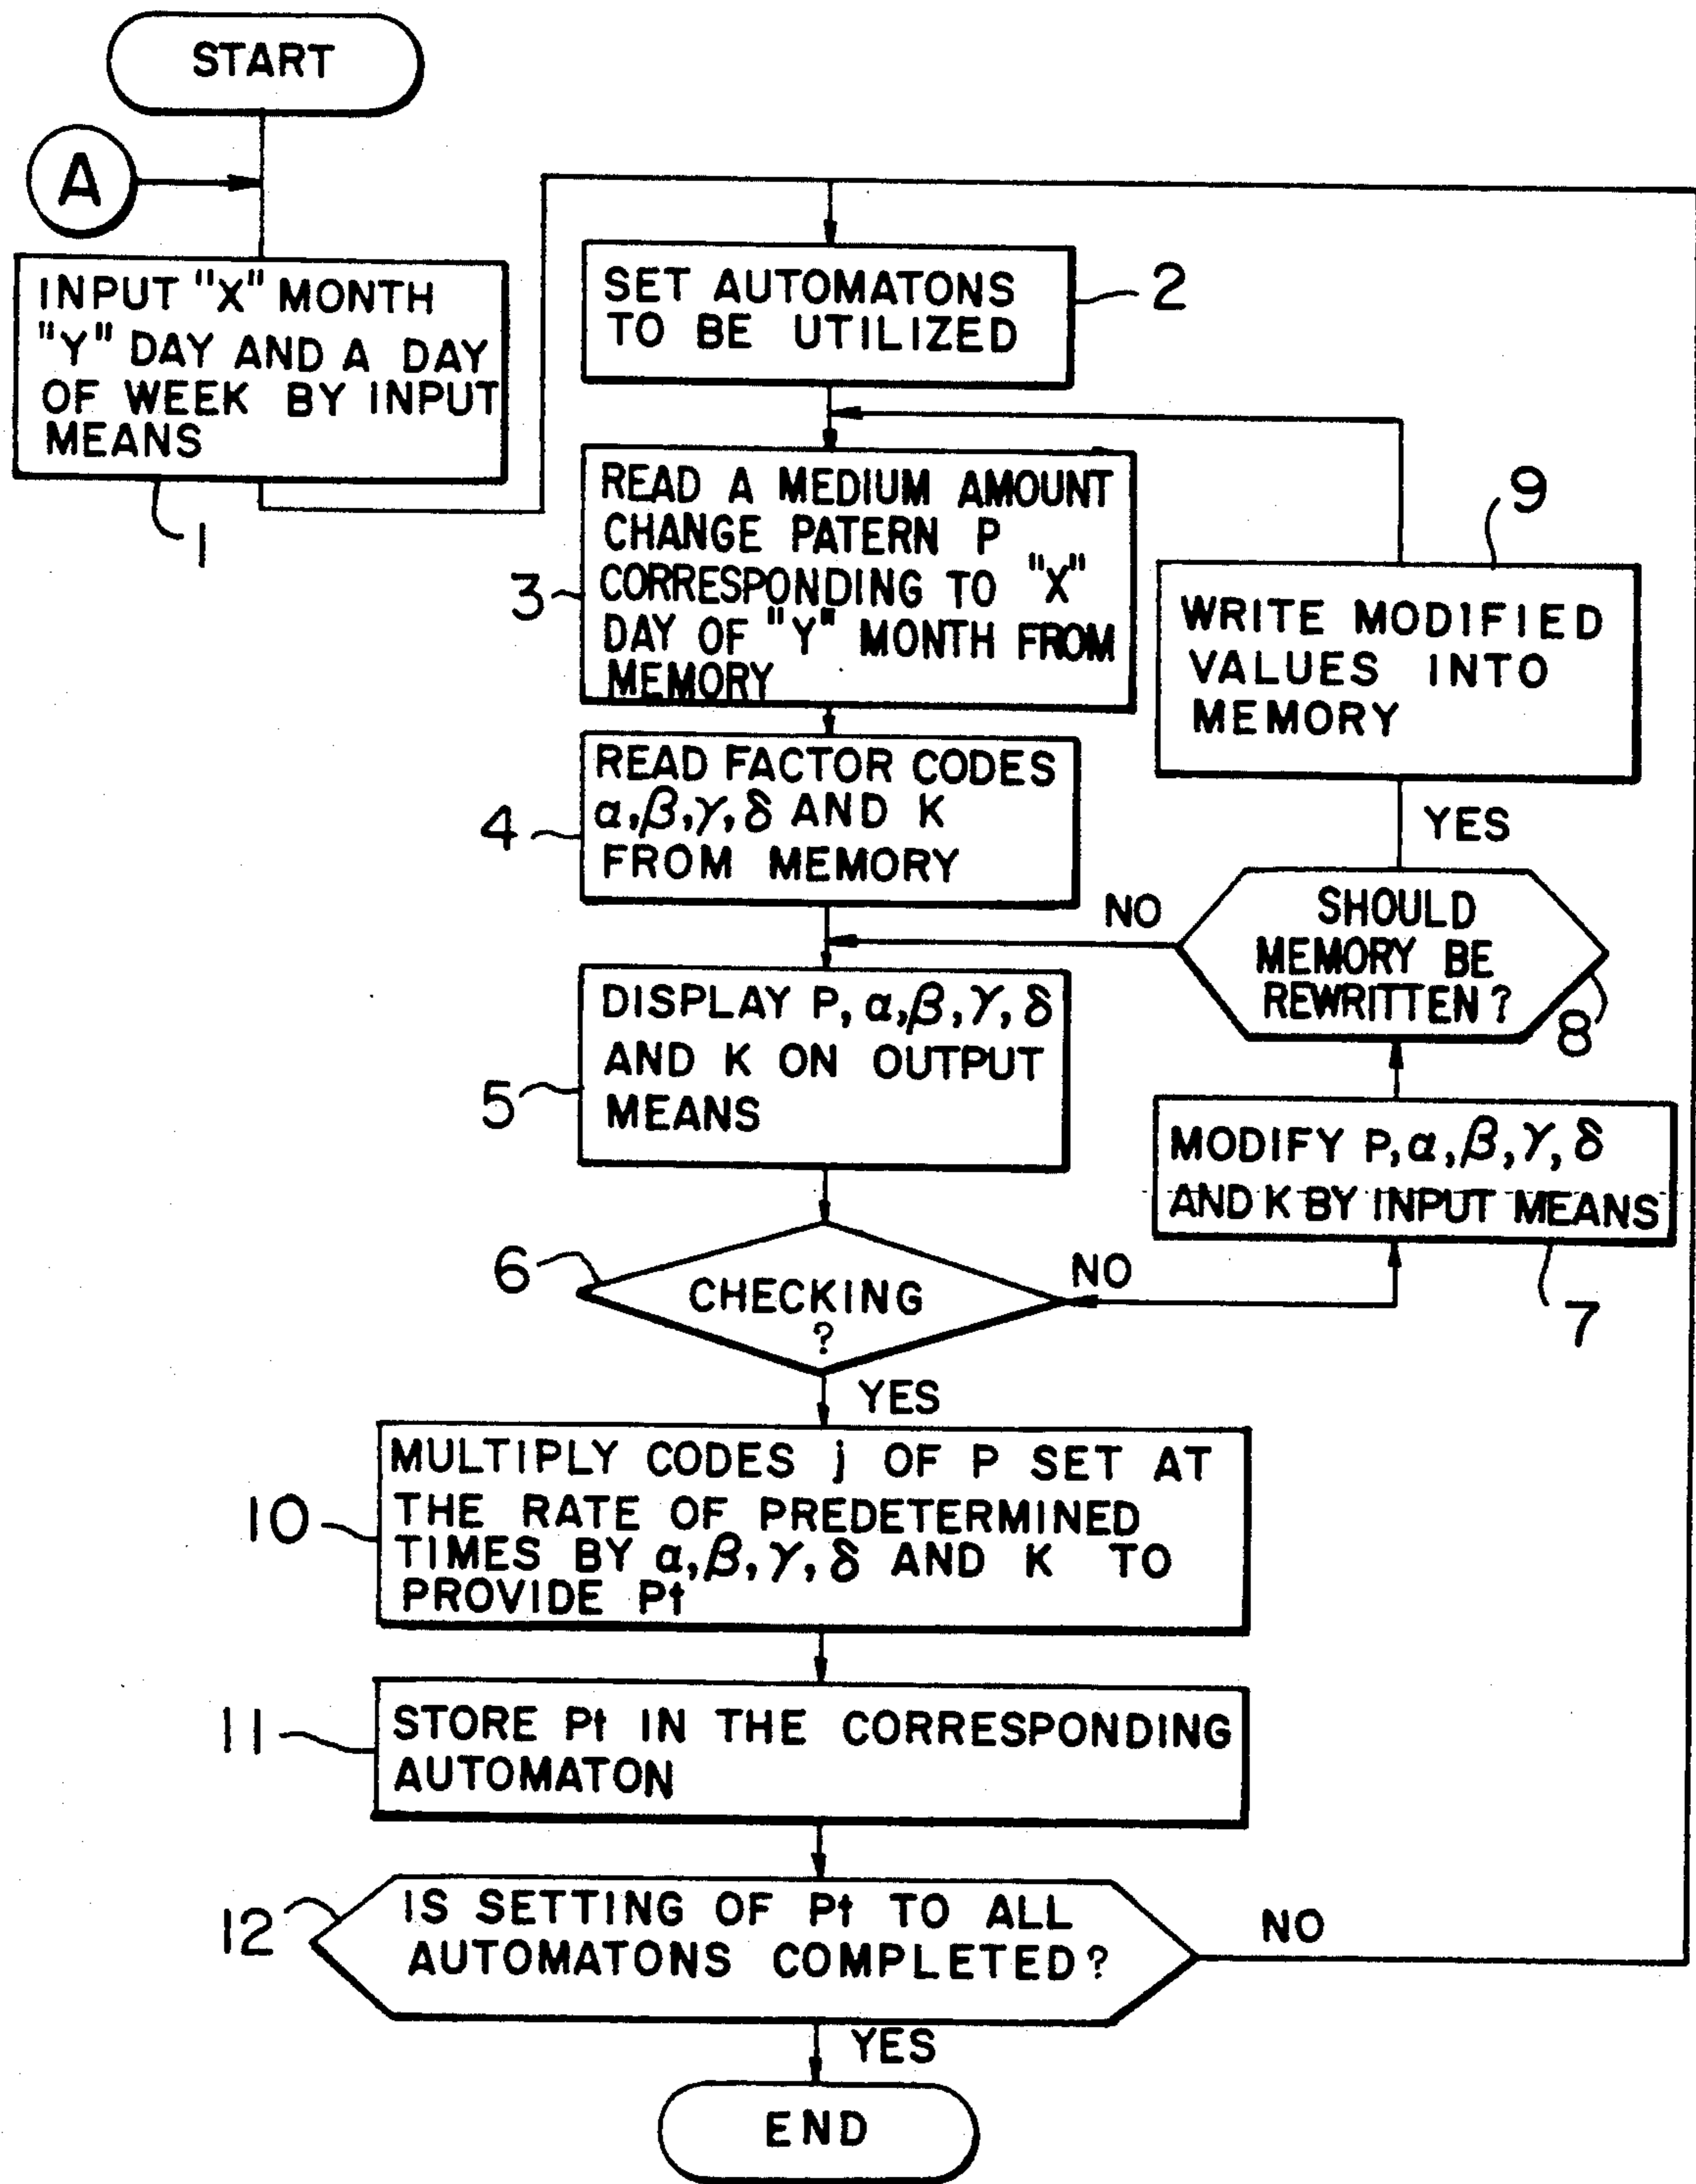 START
A
INPUT "X" MONTH
"Y" DAY AND A DAY
OF WEEK BY INPUT
MEANS
1
SET AUTOMATONS
TO BE UTILIZED
2
READ A MEDIUM AMOUNT
CHANGE PATERN P
CORRESPONDING TO "X"
DAY OF "Y" MONTH FROM
MEMORY
3
READ FACTOR CODES
α,β,γ,δ AND K
FROM MEMORY
4
DISPLAY P, α,β,γ,δ
AND K ON OUTPUT
MEANS
5
CHECKING
?
6
NO
YES
MODIFY P,α,β,γ,δ
AND K BY INPUT MEANS
7
SHOULD
MEMORY BE
REWRITTEN?
8
NO
YES
WRITE MODIFIED
VALUES INTO
MEMORY
9
MULTIPLY CODES j OF P SET AT
THE RATE OF PREDETERMINED
TIMES BY α,β,γ,δ AND K TO
PROVIDE Pt
10
STORE Pt IN THE CORRESPONDING
AUTOMATON
11
IS SETTING OF Pt TO ALL
AUTOMATONS COMPLETED?
12
NO
YES
END